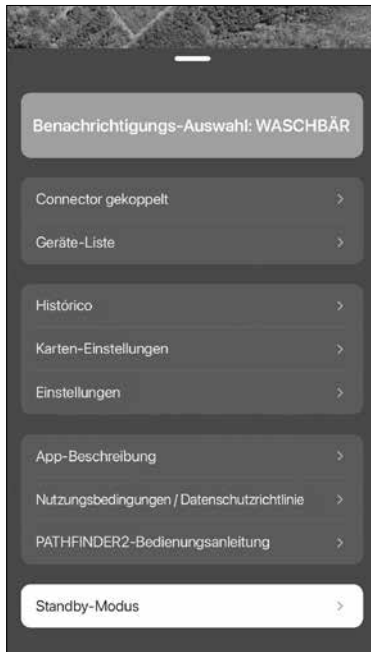 Benachrichtigungs-Auswahl: WASCHBÄR
Connector gekoppelt
Geräte-Liste
Histórico
Karten-Einstellungen
Einstellungen
App-Beschreibung
Nutzungsbedingungen / Datenschutzrichtlinie
PATHFINDER2-Bedienungsanleitung
Standby-Modus